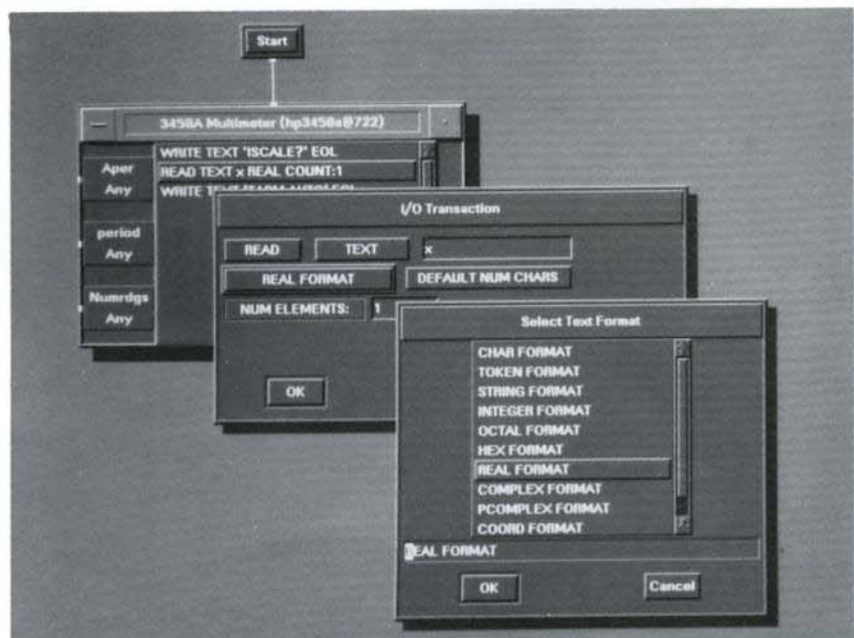 Start
3458A Multimeter (hp3458a@722)
WRITE TEXT "ISCALE?" EOL
Aper
READ TEXT x REAL COUNT:1
Any
WRITE TEXT EOL
I/O Transaction
period
Any
READ TEXT x
REAL FORMAT DEFAULT NUM CHARS
Numrdgs
Any
NUM ELEMENTS: 1
Select Text Format
CHAR FORMAT
TOKEN FORMAT
STRING FORMAT
INTEGER FORMAT
OCTAL FORMAT
HEX FORMAT
REAL FORMAT
COMPLEX FORMAT
PCOMPLEX FORMAT
COORD FORMAT
REAL FORMAT
OK
OK Cancel